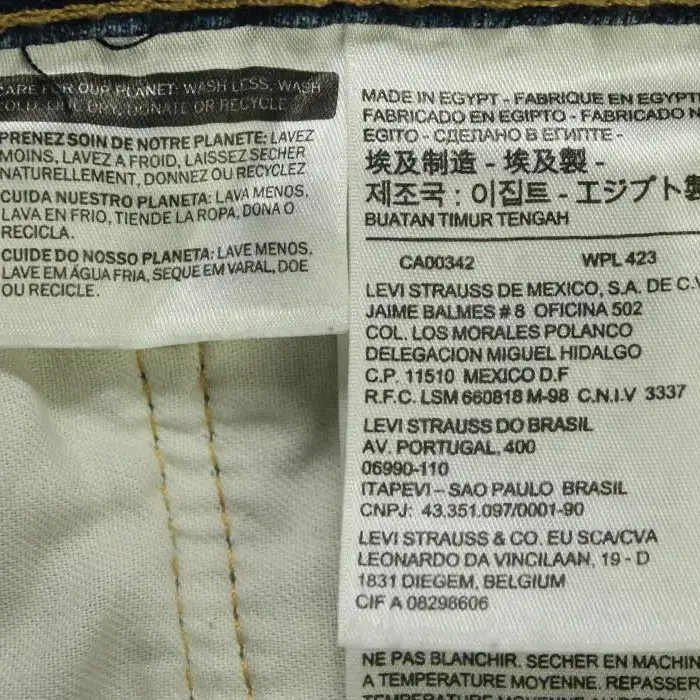 CARE FOR OUR PLANET: WASH LESS, WASH
COLD, LINE DRY, DONATE OR RECYCLE
PRENEZ SOIN DE NOTRE PLANETE: LAVEZ
MOINS, LAVEZ A FROID, LAISSEZ SECHER
NATURELLEMENT, DONNEZ OU RECYCLEZ
CUIDA NUESTRO PLANETA: LAVA MENOS,
LAVA EN FRIO, TIENDE LA ROPA, DONA O
RECICLA.
CUIDE DO NOSSO PLANETA: LAVE MENOS,
LAVE EM ÁGUA FRIA, SEQUE EM VARAL, DOE
OU RECICLE.
MADE IN EGYPT - FABRIQUE EN EGYPT
FABRICADO EN EGIPTO - FABRICADO N
EGITO - СДЕЛАНО В ЕГИПТЕ -
埃及制造 - 埃及製 -
제조국 : 이집트 - エジプト製
BUATAN TIMUR TENGAH
CA00342 WPL 423
LEVI STRAUSS DE MEXICO, S.A. DE C.V
JAIME BALMES # 8 OFICINA 502
COL. LOS MORALES POLANCO
DELEGACION MIGUEL HIDALGO
C.P. 11510 MEXICO D.F
R.F.C. LSM 660818 M-98 C.N.I.V 3337
LEVI STRAUSS DO BRASIL
AV. PORTUGAL, 400
06990-110
ITAPEVI – SAO PAULO BRASIL
CNPJ: 43.351.097/0001-90
LEVI STRAUSS & CO. EU SCA/CVA
LEONARDO DA VINCILAAN, 19 - D
1831 DIEGEM, BELGIUM
CIF A 08298606
NE PAS BLANCHIR. SECHER EN MACHIN
A TEMPERATURE MOYENNE. REPASSER